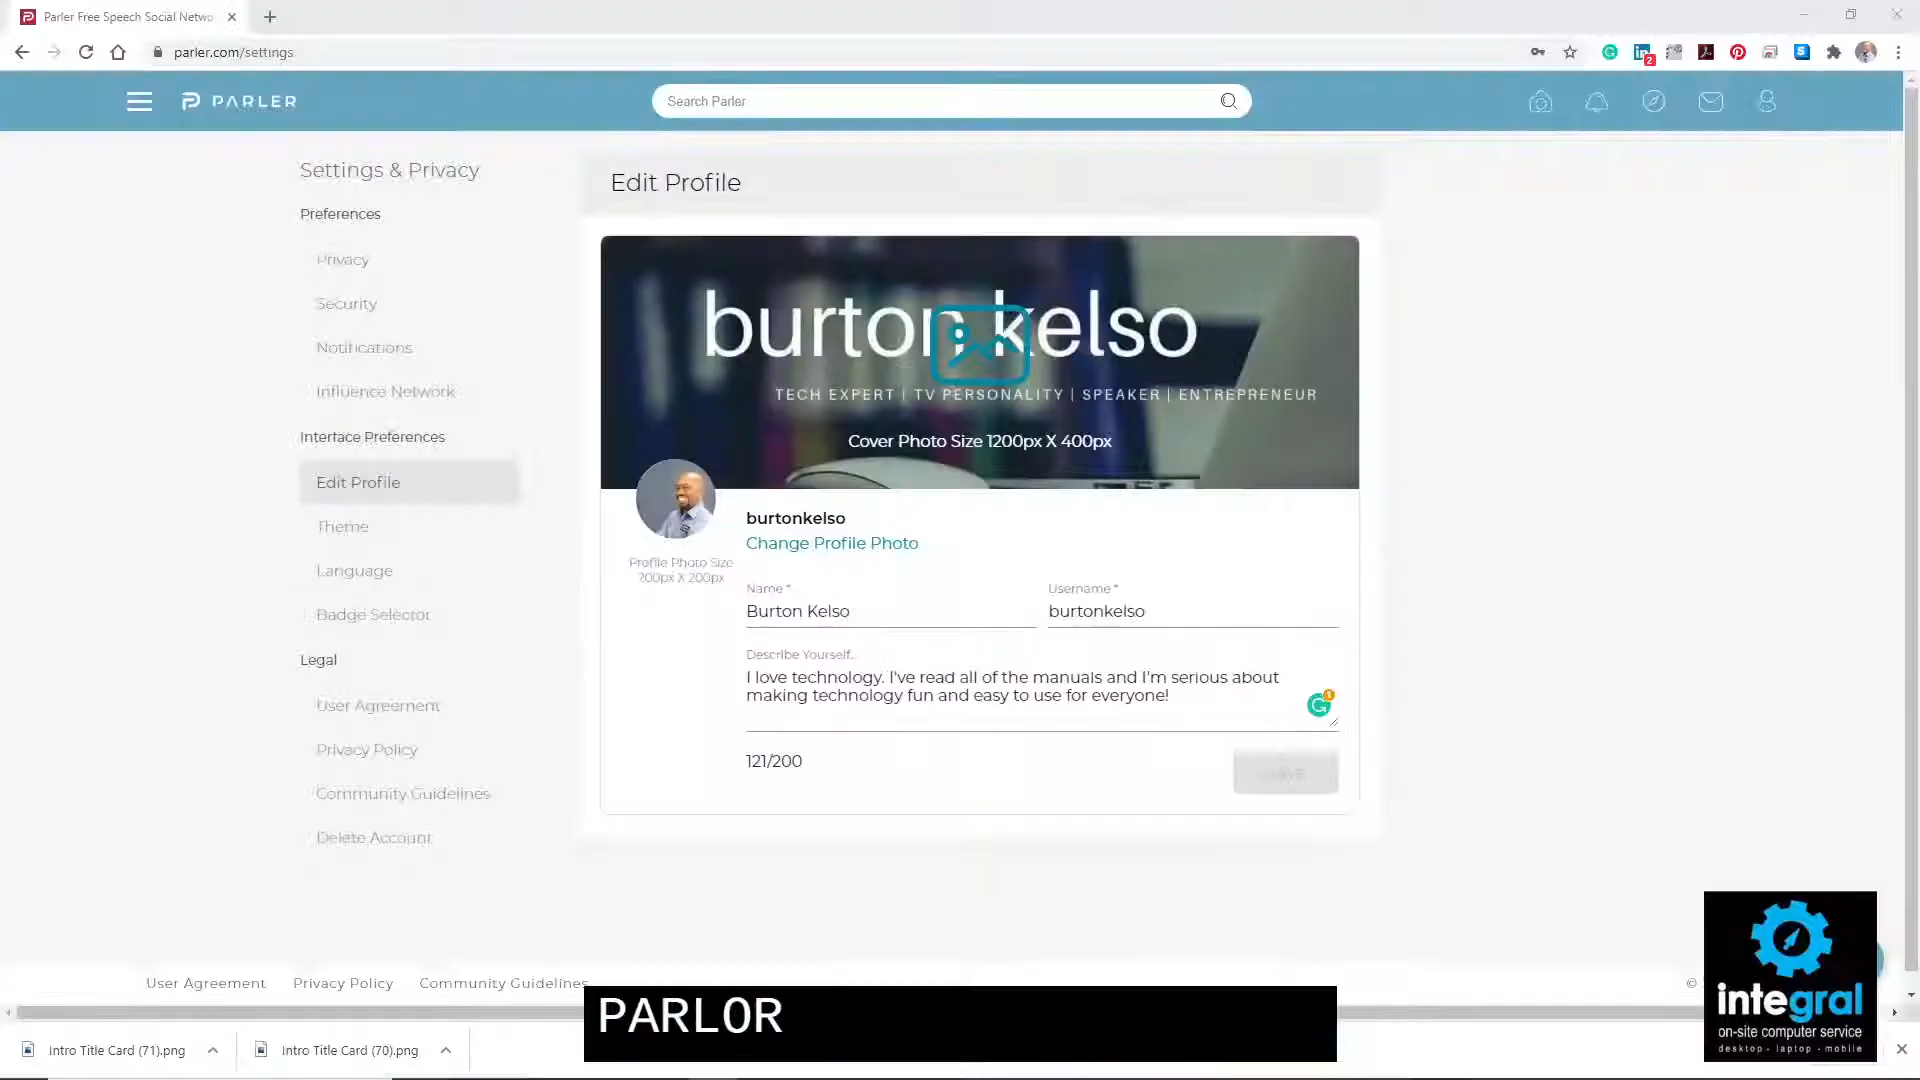 Parler Free Speech Social Netwo
parler.com/settings
2
PARLER
Search Parler
Settings & Privacy
Preferences
Privacy
Security
Notifications
Influence Network
Interface Preferences
Edit Profile
Theme
Language
Badge Selector
Legal
User Agreement
Privacy Policy
Community Guidelines
Delete Account
Edit Profile
burton kelso
TECH EXPERT | TV PERSONALITY | SPEAKER | ENTREPRENEUR
Cover Photo Size 1200px X 400px
Profile Photo Size
200px X 200px
burtonkelso
Change Profile Photo
Name *
Burton Kelso
Username *
burtonkelso
Describe Yourself...
I love technology. I've read all of the manuals and I'm serious about
making technology fun and easy to use for everyone!
1
121/200
User Agreement Privacy Policy Community Guidelines
©
PARLOR
integral
on-site computer service
desktop - laptop - mobile
Intro Title Card (71).png
Intro Title Card (70).png